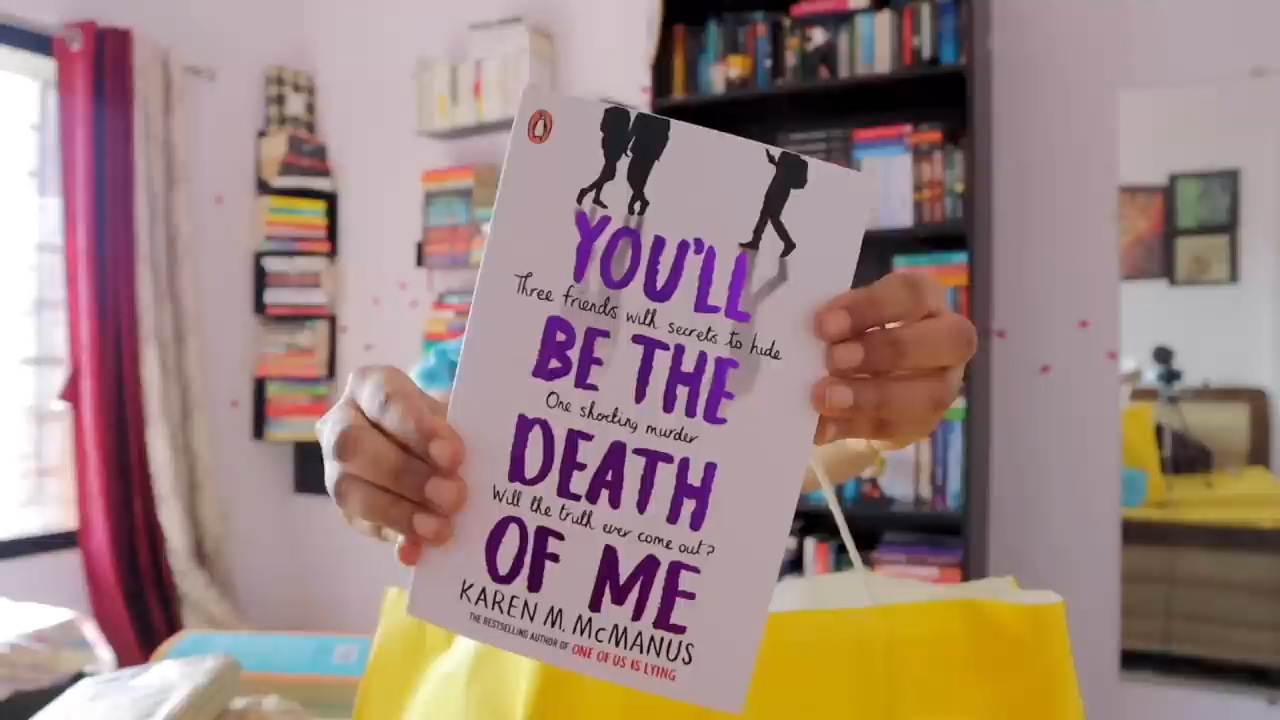 YOU'LL
Three friends with secrets to hide
BE THE
One shocking murder
DEATH
Will the truth ever come out?
OF ME
KAREN M. McMANUS
THE BESTSELLING AUTHOR OF ONE OF US IS LYING